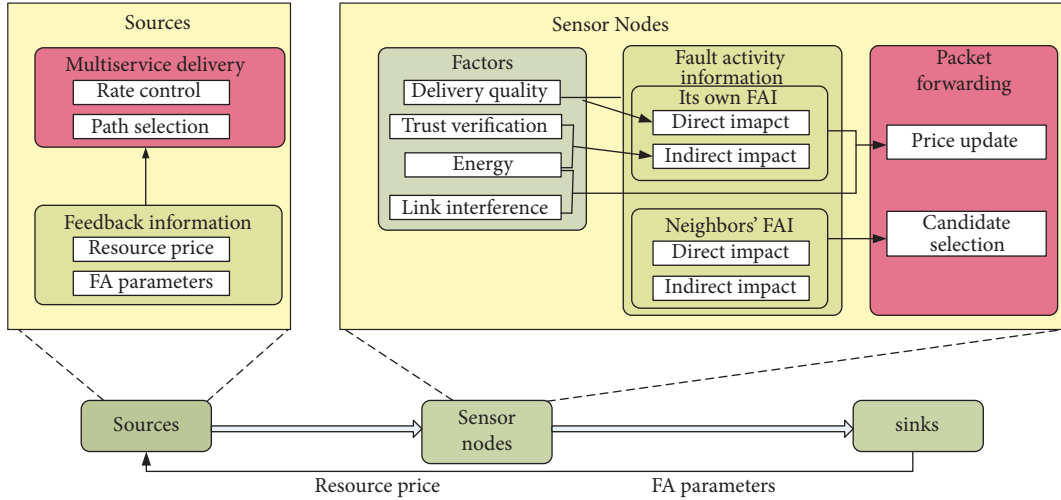 Sources
Multiservice delivery
Rate control
Path selection
Feedback information
Resource price
FA parameters
Sensor Nodes
Factors
Delivery quality
Trust verification
Energy
Link interference
Fault activity
information
Its own FAI
Direct imapct
Indirect impact
Neighbors' FAI
Direct impact
Indirect impact
Packet
forwarding
Price update
Candidate
selection
Sources
Sensor
nodes
sinks
Resource price
FA parameters